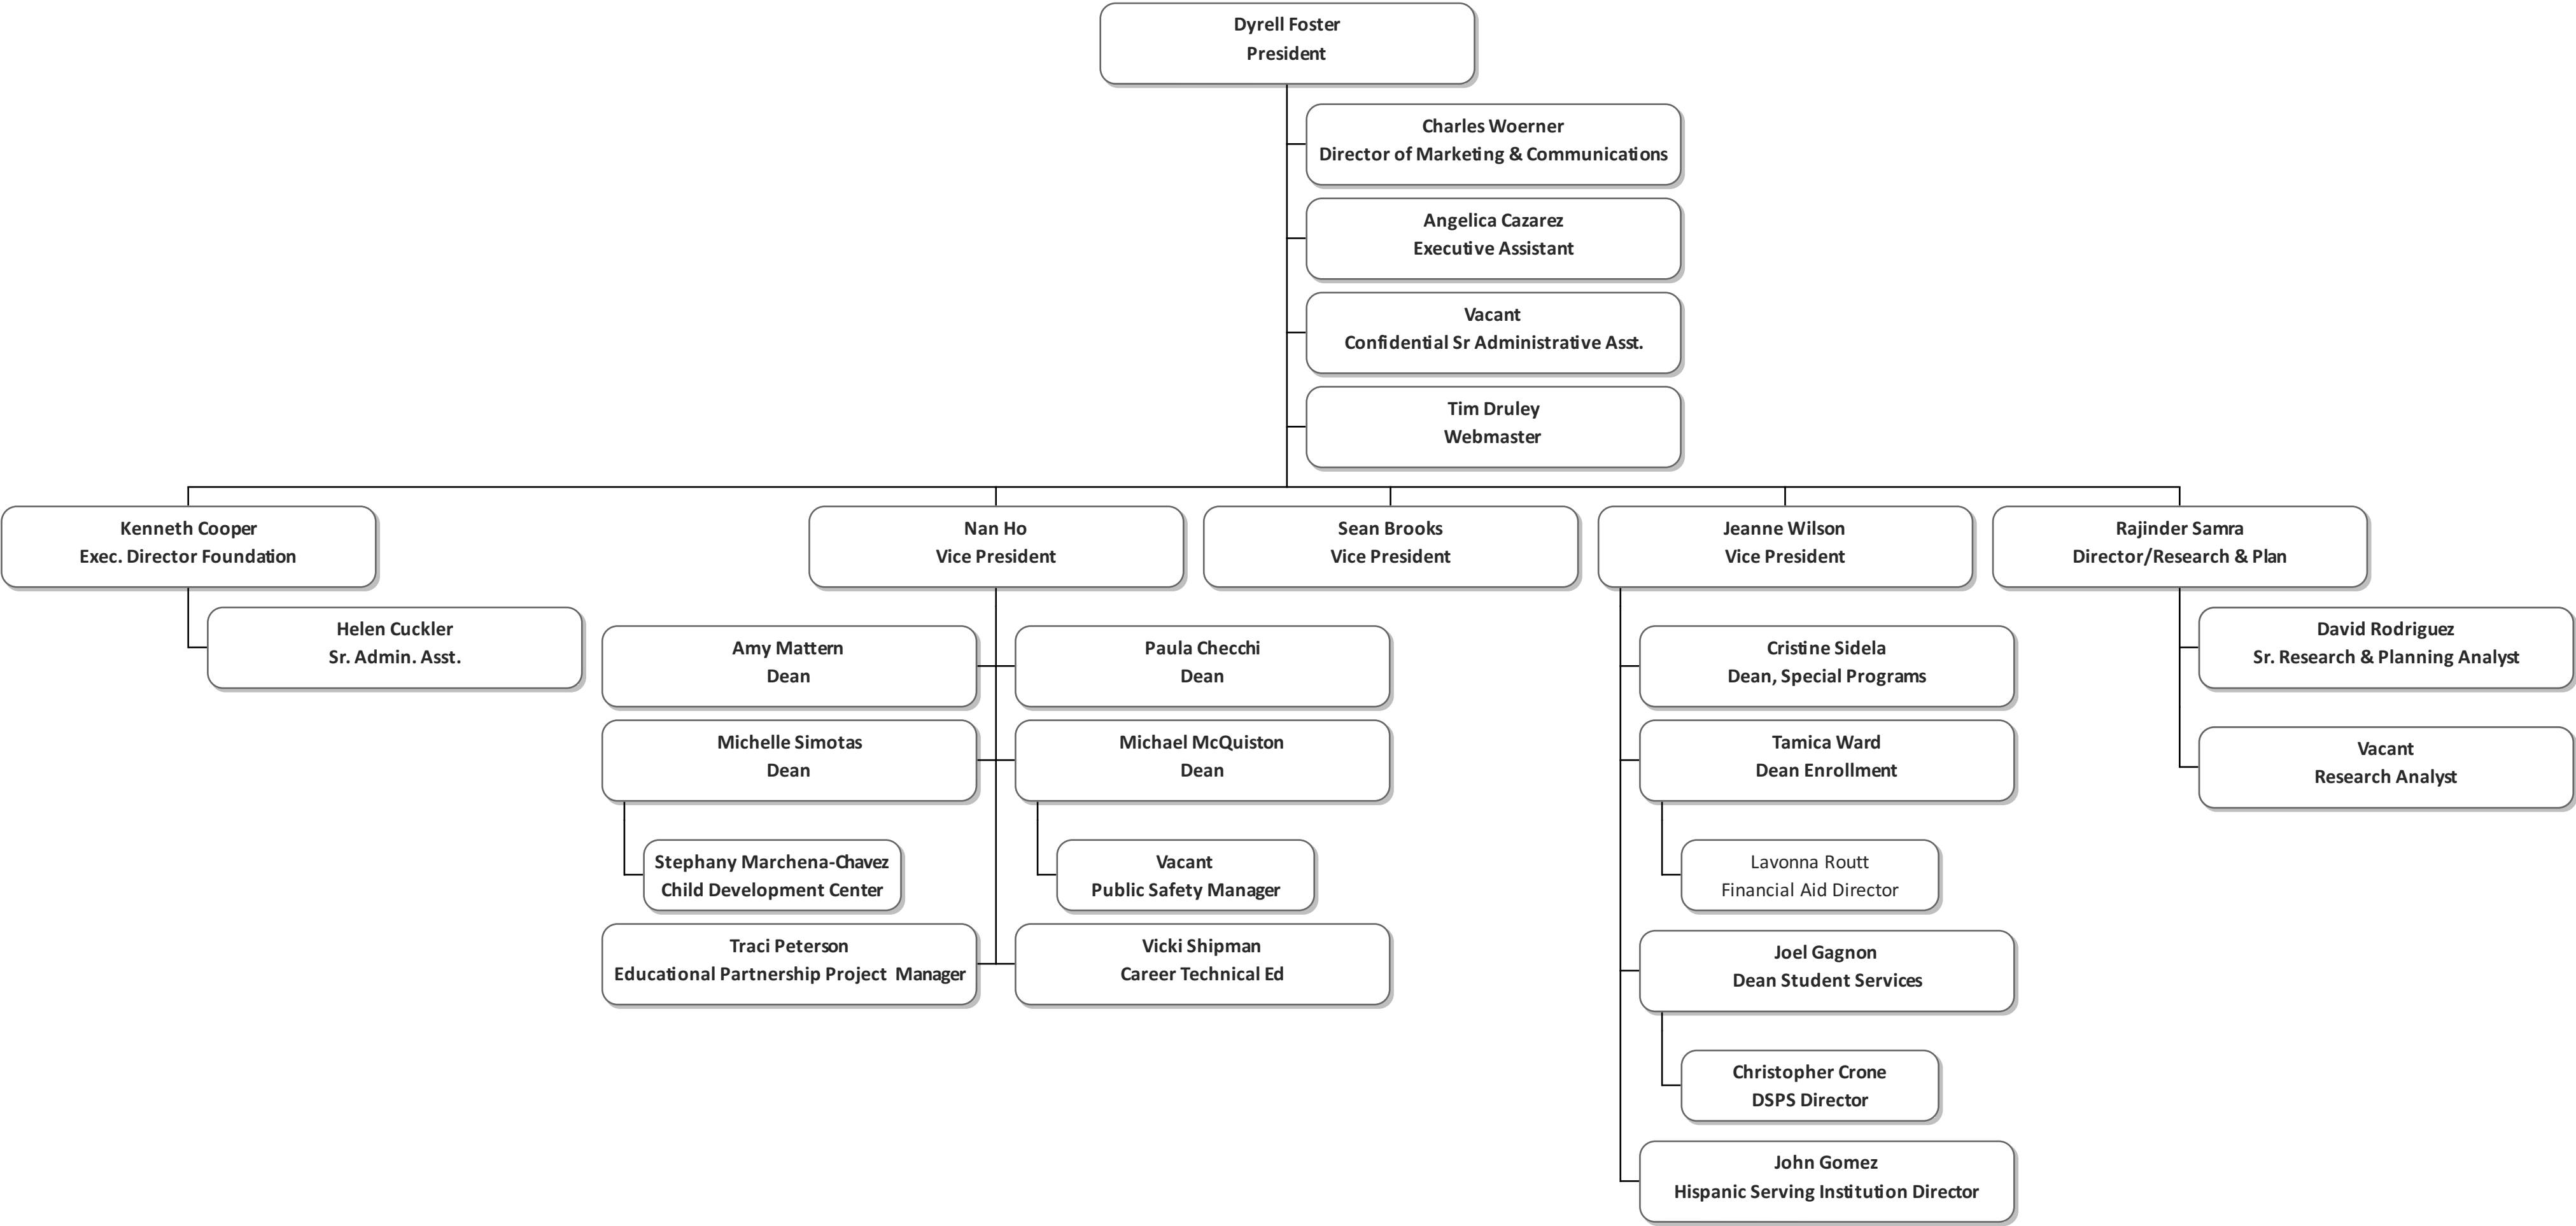 Dyrell Foster
President
Charles Woerner
Director of Marketing & Communications
Angelica Cazarez
Executive Assistant
Vacant
Confidential Sr Administrative Asst.
Tim Druley
Webmaster
Kenneth Cooper
Exec. Director Foundation
Nan Ho
Vice President
Sean Brooks
Vice President
Jeanne Wilson
Vice President
Rajinder Samra
Director/Research & Plan
Helen Cuckler
Sr. Admin. Asst.
Amy Mattern
Dean
Paula Checchi
Dean
Michelle Simotas
Dean
Michael McQuiston
Dean
Stephany Marchena-Chavez
Child Development Center
Vacant
Public Safety Manager
Traci Peterson
Educational Partnership Project Manager
Vicki Shipman
Career Technical Ed
Cristine Sidela
Dean, Special Programs
Tamica Ward
Dean Enrollment
Lavonna Routt
Financial Aid Director
Joel Gagnon
Dean Student Services
Christopher Crone
DSPS Director
John Gomez
Hispanic Serving Institution Director
David Rodriguez
Sr. Research & Planning Analyst
Vacant
Research Analyst